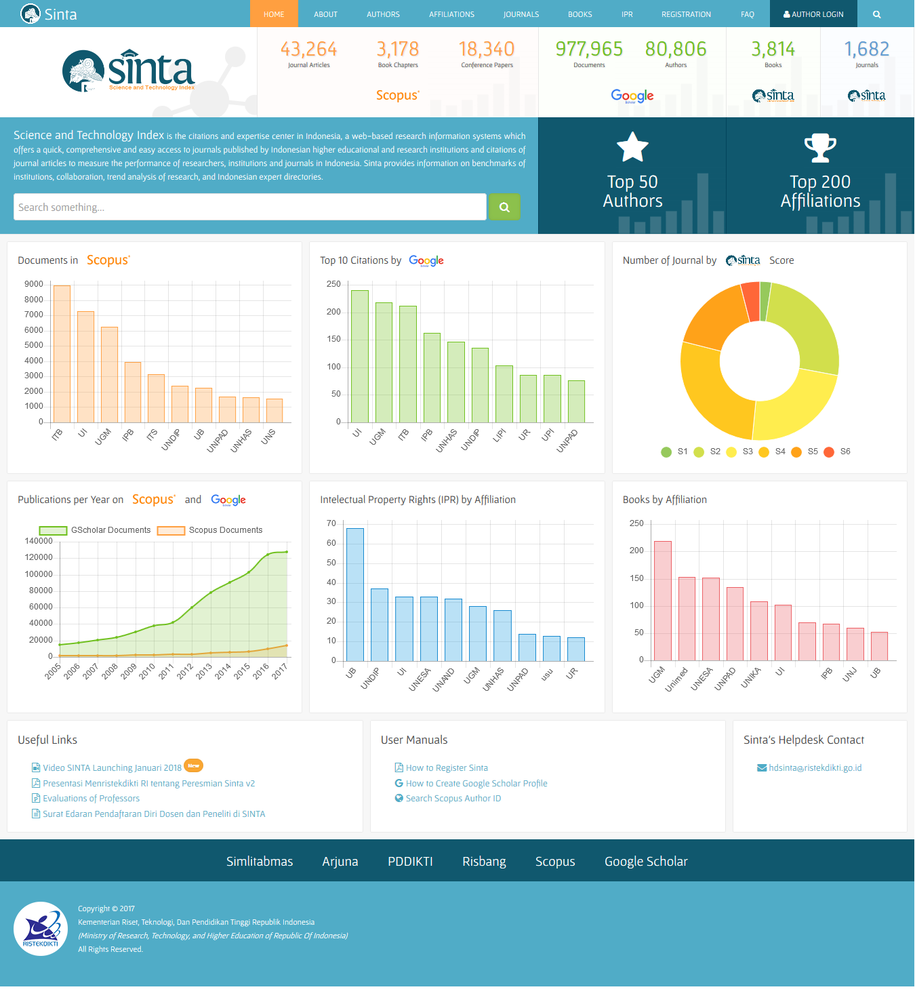 Sinta
HOME ABOUT AUTHORS AFFILIATIONS JOURNALS BOOKS IPR REGISTRATION FAQ AUTHOR LOGIN
sinta
Science and Technology Index
43,264 3,178 18,340 977,965 80,806 3,814 1,682
Journal Articles Book Chapters Conference Papers Documents Authors Books Journals
Scopus Google sinta sinta
Science and Technology Index is the citations and expertise center in Indonesia, a web-based research information systems which
offers a quick, comprehensive and easy access to journals published by Indonesian higher educational and research institutions and citations of
journal articles to measure the performance of researchers, institutions and journals in Indonesia. Sinta provides information on benchmarks of
institutions, collaboration, trend analysis of research, and Indonesian expert directories.
Search something...
Top 50
Authors
Top 200
Affiliations
Documents in Scopus
9000
8000
7000
6000
5000
4000
3000
2000
1000
0
ITB UI UGM IPB ITS UNDIP UB UNPAD UNHAS UNS
Top 10 Citations by Google
250
200
150
100
50
0
UI UGM ITB IPB UNHAS UNDIP LIPI UR UPI UNPAD
Number of Journal by sinta Score
S1 S2 S3 S4 S5 S6
Publications per Year on Scopus and Google
GScholar Documents Scopus Documents
140000
120000
100000
80000
60000
40000
20000
0
2005 2006 2007 2008 2009 2010 2011 2012 2013 2014 2015 2016 2017
Intelectual Property Rights (IPR) by Affiliation
70
60
50
40
30
20
10
0
UB UNDIP UI UNESA UNAND UGM UNHAS UNPAD usu UR
Books by Affiliation
250
200
150
100
50
0
UGM Unimed UNESA UNPAD UNIKA UI IPB UNJ UB
Useful Links
Video SINTA Launching Januari 2018 New
Presentasi Menristekdikti RI tentang Peresmian Sinta v2
Evaluations of Professors
Surat Edaran Pendaftaran Diri Dosen dan Peneliti di SINTA
User Manuals
How to Register Sinta
How to Create Google Scholar Profile
Search Scopus Author ID
Sinta's Helpdesk Contact
hdsinta@ristekdikti.go.id
Simlitabmas Arjuna PDDIKTI Risbang Scopus Google Scholar
RISTEKDIKTI
Copyright © 2017
Kementerian Riset, Teknologi, Dan Pendidikan Tinggi Republik Indonesia
(Ministry of Research, Technology, and Higher Education of Republic Of Indonesia)
All Rights Reserved.